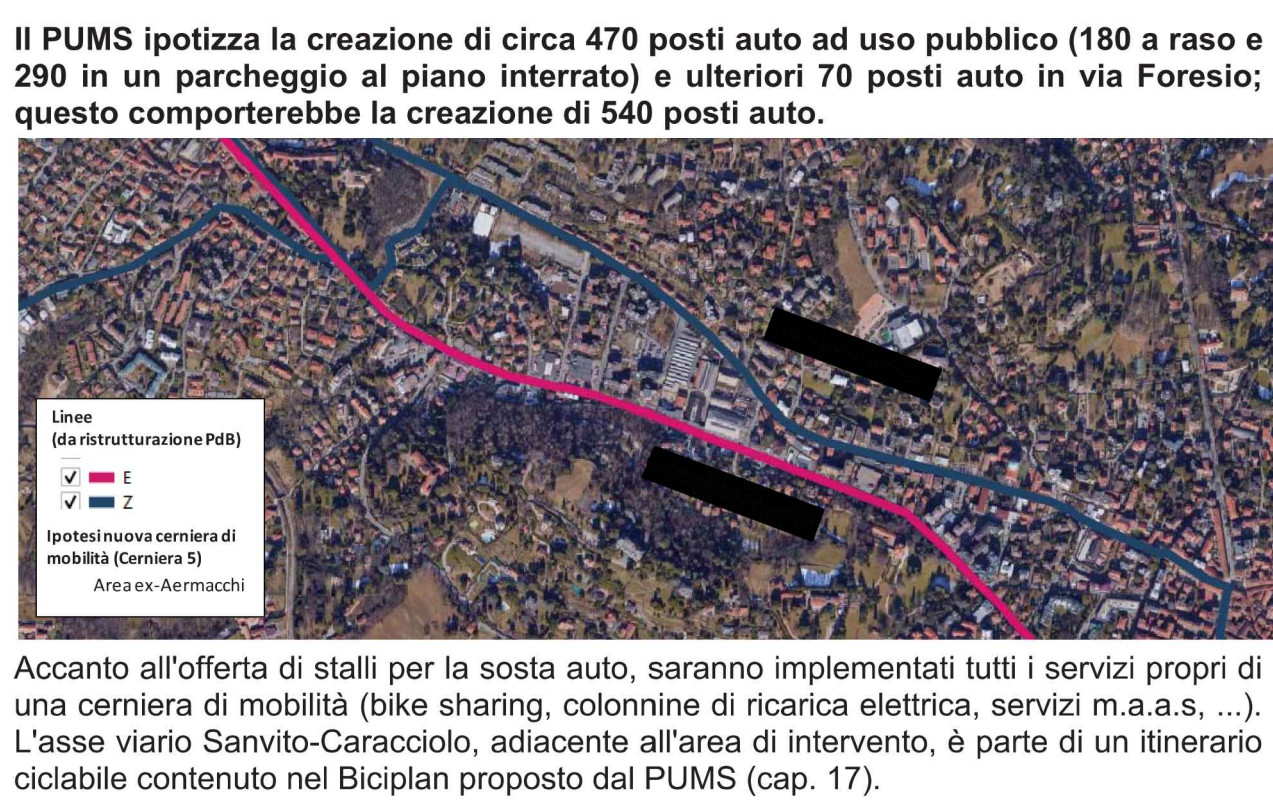 Il PUMS ipotizza la creazione di circa 470 posti auto ad uso pubblico (180 a raso e
290 in un parcheggio al piano interrato) e ulteriori 70 posti auto in via Foresio;
questo comporterebbe la creazione di 540 posti auto.
Linee
(da ristrutturazione PdB)
E
Z
Ipotesi nuova cerniera di
mobilità (Cerniera 5)
Area ex-Aermacchi
Accanto all'offerta di stalli per la sosta auto, saranno implementati tutti i servizi propri di
una cerniera di mobilità (bike sharing, colonnine di ricarica elettrica, servizi m.a.a.s, ...).
L'asse viario Sanvito-Caracciolo, adiacente all'area di intervento, è parte di un itinerario
ciclabile contenuto nel Biciplan proposto dal PUMS (cap. 17).